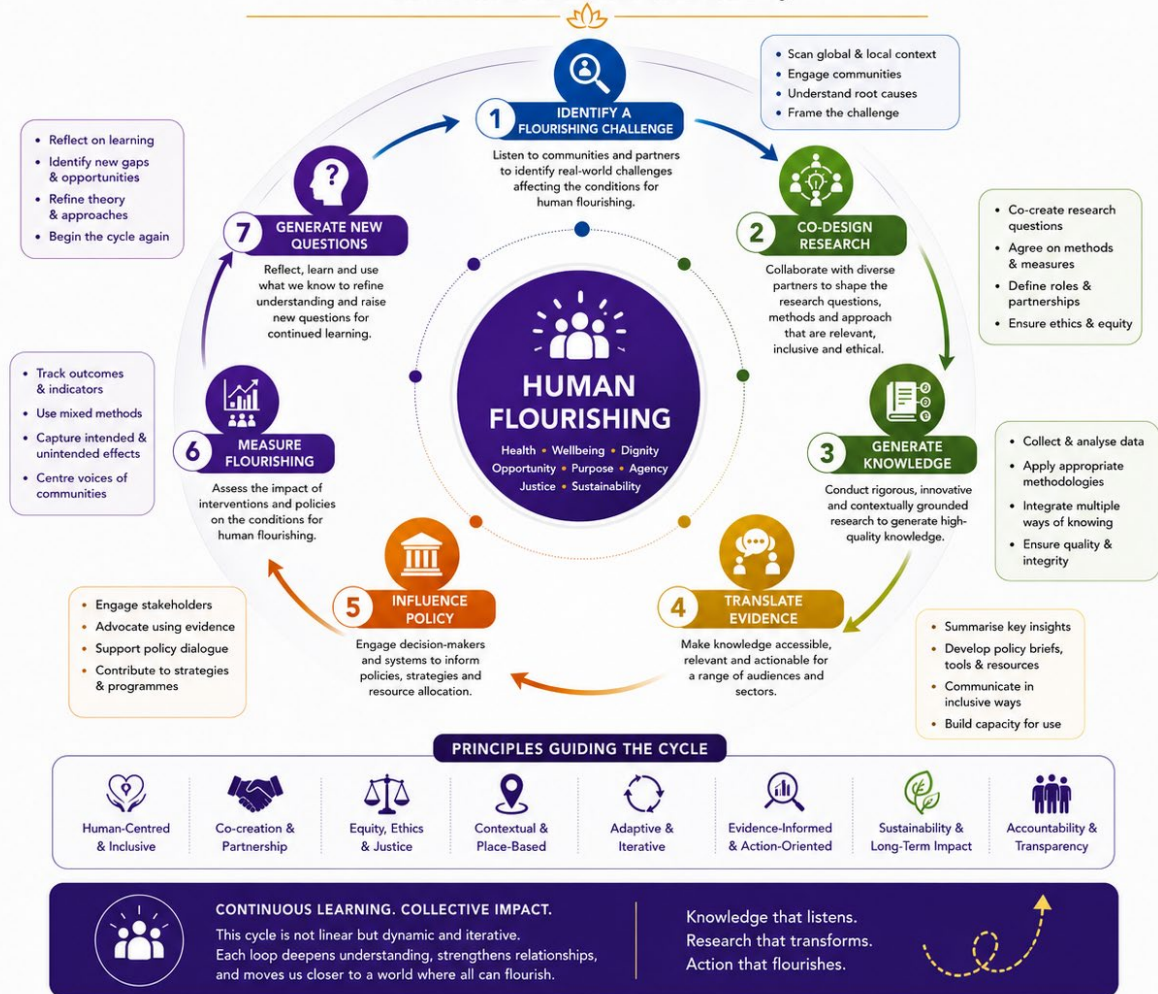 1
IDENTIFY A
FLOURISHING CHALLENGE
Listen to communities and partners
to identify real-world challenges
affecting the conditions for
human flourishing.
• Scan global & local context
• Engage communities
• Understand root causes
• Frame the challenge
2
CO-DESIGN
RESEARCH
Collaborate with diverse
partners to shape the
research questions,
methods and approach
that are relevant,
inclusive and ethical.
• Co-create research
questions
• Agree on methods
& measures
• Define roles &
partnerships
• Ensure ethics & equity
3
GENERATE
KNOWLEDGE
Conduct rigorous, innovative
and contextually grounded
research to generate high-
quality knowledge.
• Collect & analyse data
• Apply appropriate
methodologies
• Integrate multiple
ways of knowing
• Ensure quality &
integrity
4
TRANSLATE
EVIDENCE
Make knowledge accessible,
relevant and actionable for
a range of audiences and
sectors.
• Summarise key insights
• Develop policy briefs,
tools & resources
• Communicate in
inclusive ways
• Build capacity for use
5
INFLUENCE
POLICY
Engage decision-makers
and systems to inform
policies, strategies and
resource allocation.
• Engage stakeholders
• Advocate using evidence
• Support policy dialogue
• Contribute to strategies
& programmes
6
MEASURE
FLOURISHING
Assess the impact of
interventions and policies
on the conditions for
human flourishing.
• Track outcomes
& indicators
• Use mixed methods
• Capture intended &
unintended effects
• Centre voices of
communities
7
GENERATE NEW
QUESTIONS
Reflect, learn and use
what we know to refine
understanding and raise
new questions for
continued learning.
• Reflect on learning
• Identify new gaps
& opportunities
• Refine theory
& approaches
• Begin the cycle again
?
HUMAN
FLOURISHING
Health • Wellbeing • Dignity
Opportunity • Purpose • Agency
Justice • Sustainability
PRINCIPLES GUIDING THE CYCLE
Human-Centred
& Inclusive
Co-creation &
Partnership
Equity, Ethics
& Justice
Contextual &
Place-Based
Adaptive &
Iterative
Evidence-Informed
& Action-Oriented
Sustainability &
Long-Term Impact
Accountability &
Transparency
CONTINUOUS LEARNING. COLLECTIVE IMPACT.
This cycle is not linear but dynamic and iterative.
Each loop deepens understanding, strengthens relationships,
and moves us closer to a world where all can flourish.
Knowledge that listens.
Research that transforms.
Action that flourishes.